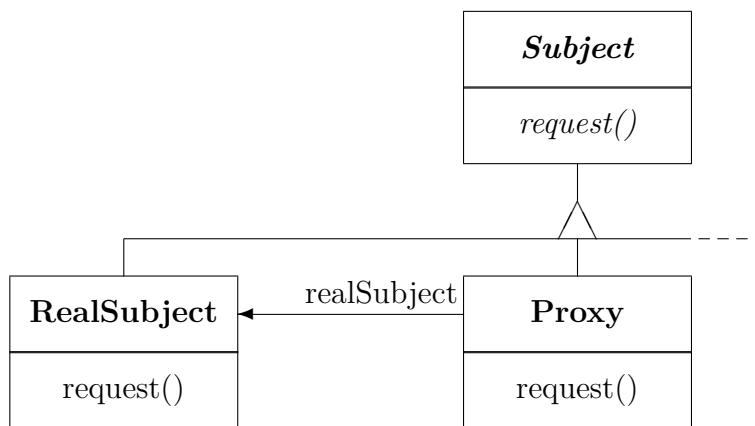 Subject
request()
realSubject
RealSubject
Proxy
request()
request()